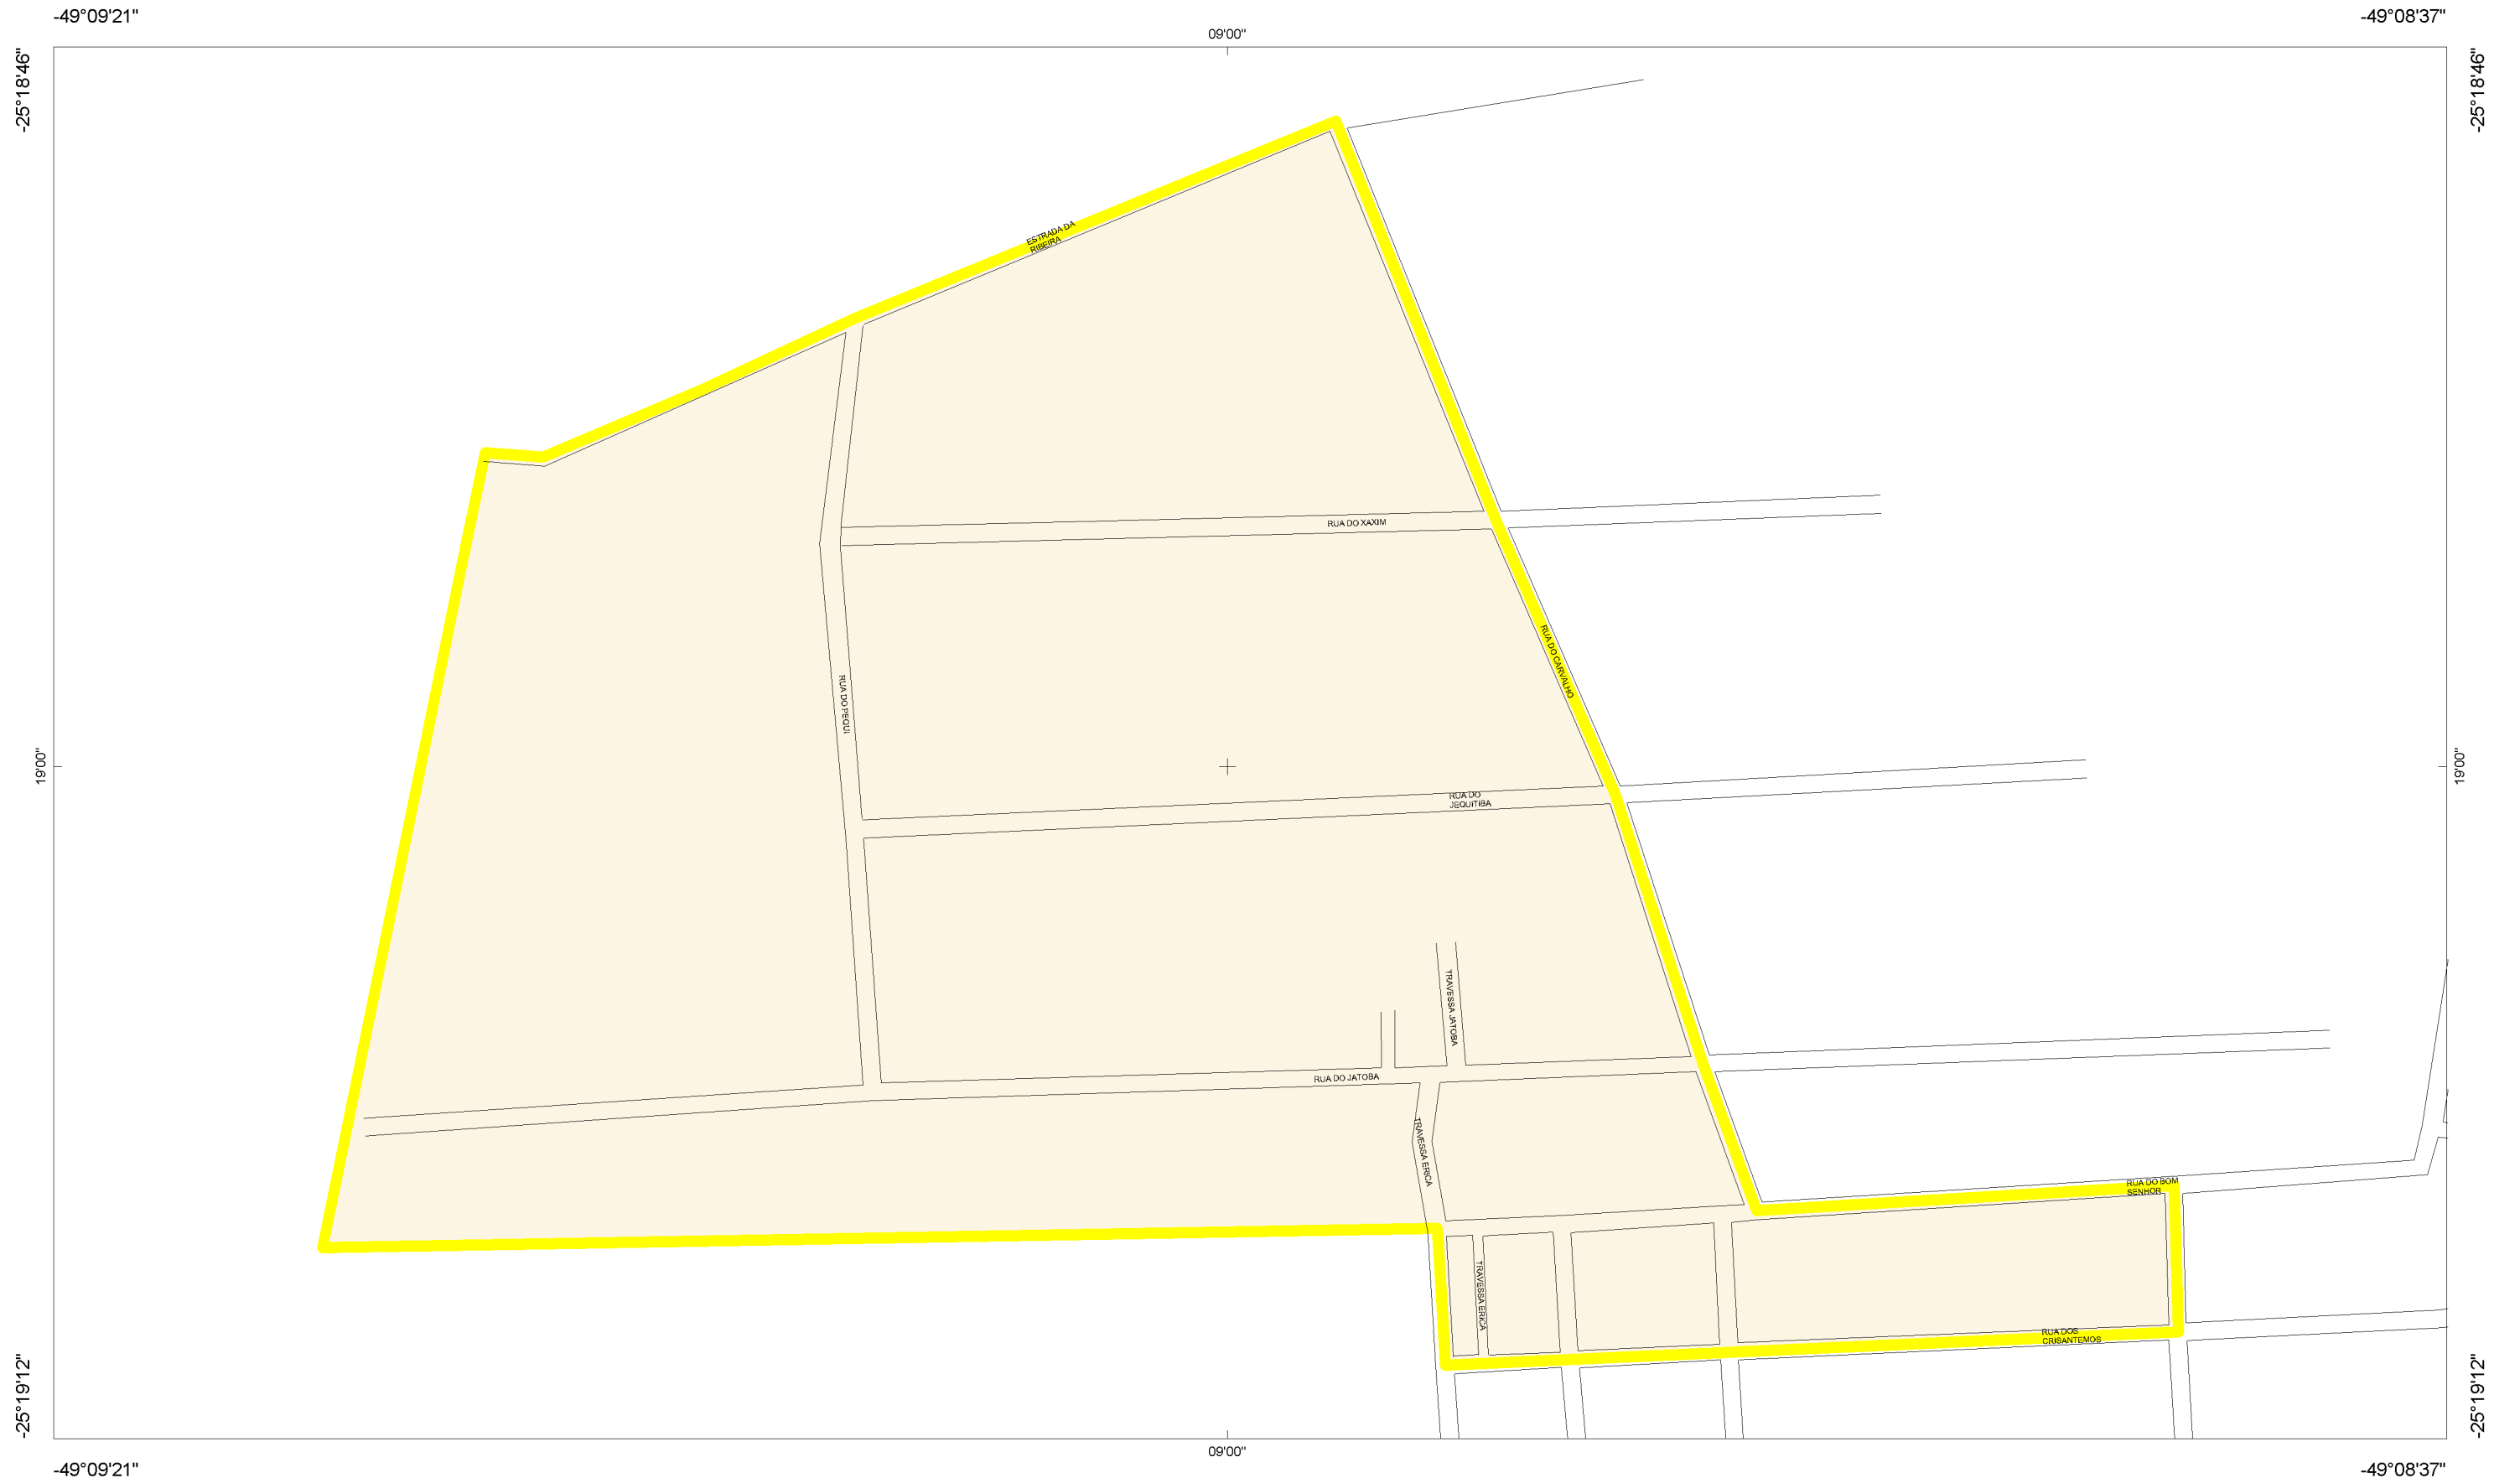 -49°09'21"
-49°08'37"
09'00"
-25°18'46"
-25°18'46"
ESTRADA DA
RIBEIRA
RUA DO XAXIM
RUA DO CARVALHO
RUA DO PEQUI
19'00"
19'00"
RUA DO
JEQUITIBA
TRAVESSA JATOBA
RUA DO JATOBA
TRAVESSA ERICA
RUA DO BOM
SENHOR
TRAVESSA ERICA
RUA DOS
CRISANTEMOS
-25°19'12"
-25°19'12"
09'00"
-49°09'21"
-49°08'37"